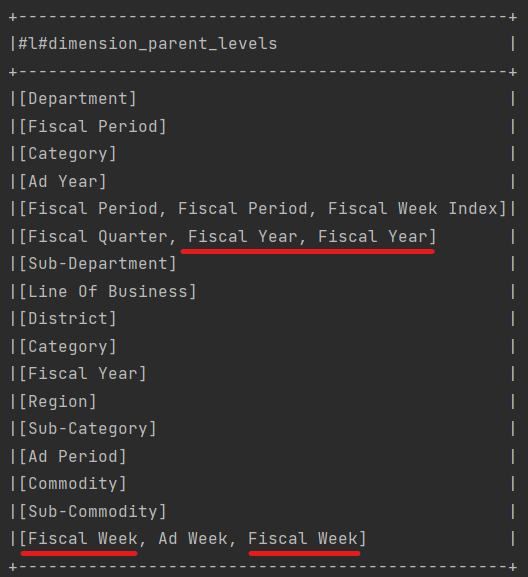 +--------------------------------------------------+
|#l#dimension_parent_levels                        |
+--------------------------------------------------+
|[Department]                                      |
|[Fiscal Period]                                   |
|[Category]                                        |
|[Ad Year]                                         |
|[Fiscal Period, Fiscal Period, Fiscal Week Index]|
|[Fiscal Quarter, Fiscal Year, Fiscal Year]        |
|[Sub-Department]                                  |
|[Line Of Business]                                |
|[District]                                        |
|[Category]                                        |
|[Fiscal Year]                                     |
|[Region]                                          |
|[Sub-Category]                                    |
|[Ad Period]                                       |
|[Commodity]                                       |
|[Sub-Commodity]                                   |
|[Fiscal Week, Ad Week, Fiscal Week]               |
+--------------------------------------------------+